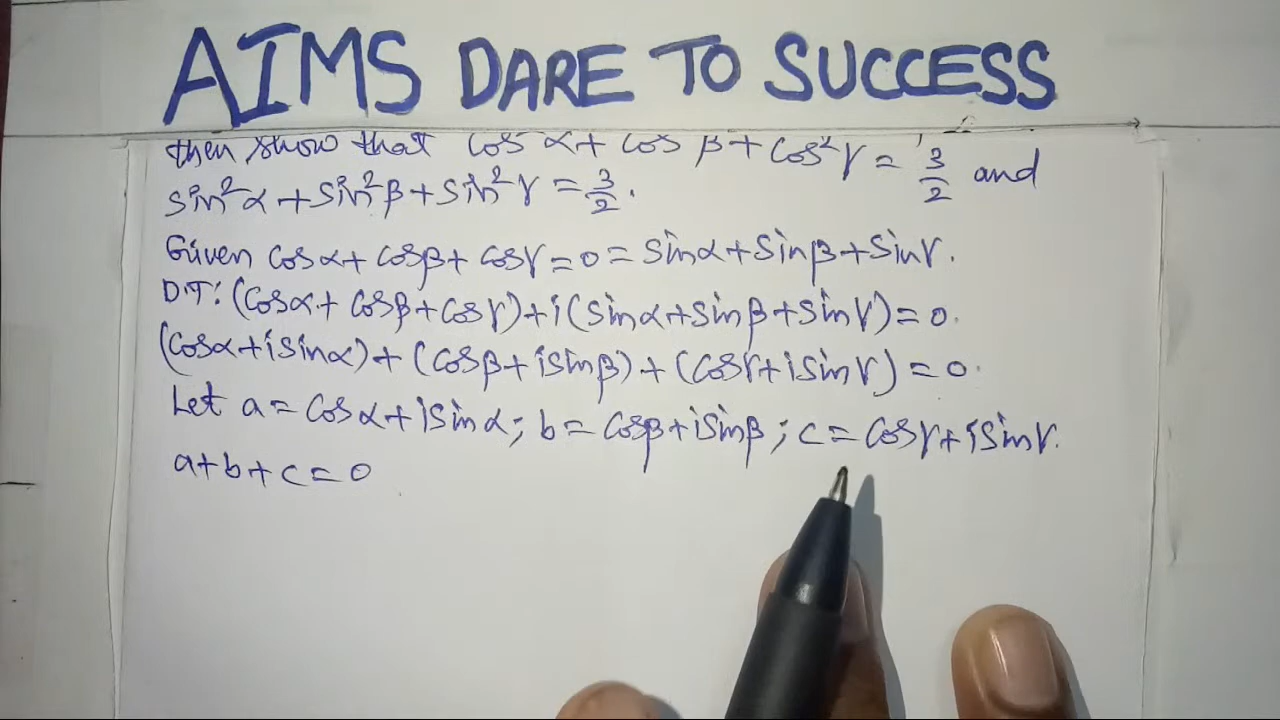 AIMS DARE TO SUCCESS
then show that cos α + cos β + cos²γ = 3/2 and
sin²α + sin²β + sin²γ = 3/2.
Given cosα + cosβ + cosγ = 0 = sinα + sinβ + sinγ.
D.T: (cosα + cosβ + cosγ) + i(sinα + sinβ + sinγ) = 0.
(cosα + isinα) + (cosβ + isinβ) + (cosγ + isinγ) = 0.
Let a = cosα + isinα; b = cosβ + isinβ; c = cosγ + isinγ.
a + b + c = 0